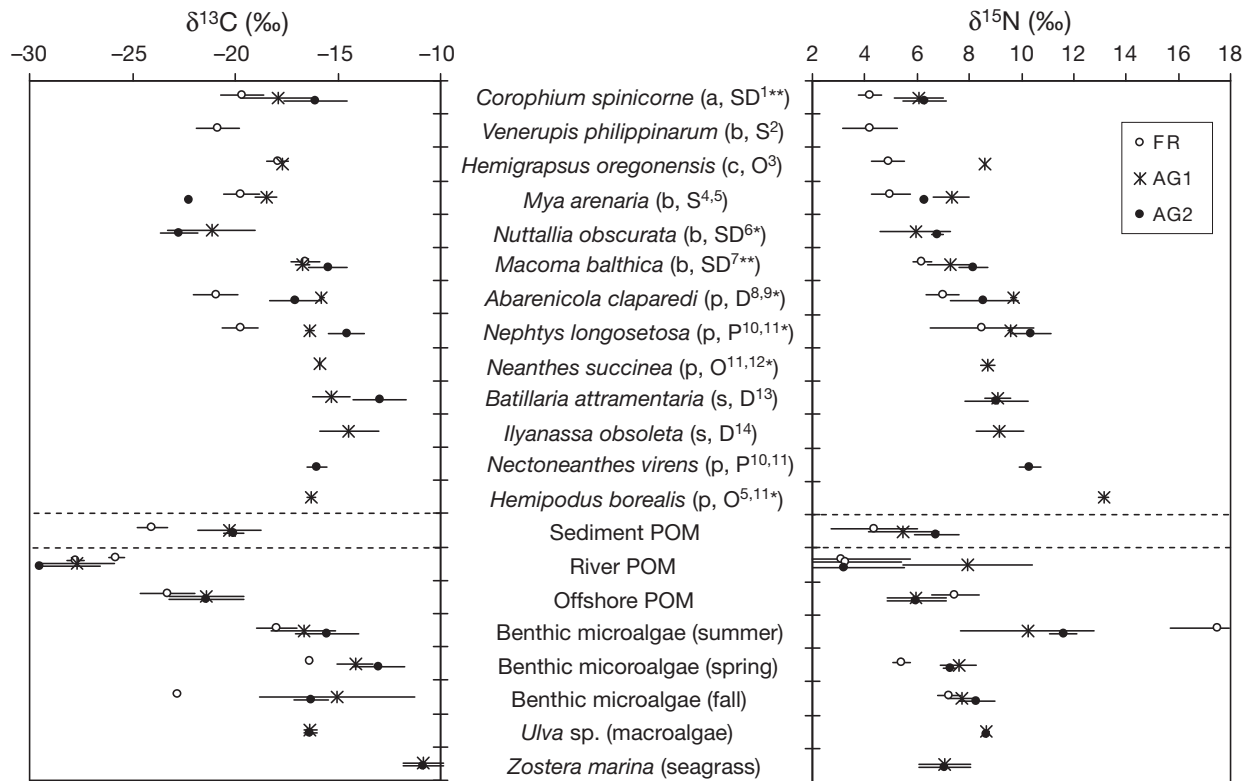 δ13C (‰)
δ15N (‰)
−30 −25 −20 −15 −10
2 4 6 8 10 12 14 16 18
Corophium spinicorne (a, SD1**)
Venerupis philippinarum (b, S2)
Hemigrapsus oregonensis (c, O3)
Mya arenaria (b, S4,5)
Nuttallia obscurata (b, SD6*)
Macoma balthica (b, SD7**)
Abarenicola claparedi (p, D8,9*)
Nephtys longosetosa (p, P10,11*)
Neanthes succinea (p, O11,12*)
Batillaria attramentaria (s, D13)
Ilyanassa obsoleta (s, D14)
Nectoneanthes virens (p, P10,11)
Hemipodus borealis (p, O5,11*)
Sediment POM
River POM
Offshore POM
Benthic microalgae (summer)
Benthic micoroalgae (spring)
Benthic microalgae (fall)
Ulva sp. (macroalgae)
Zostera marina (seagrass)
FR
AG1
AG2